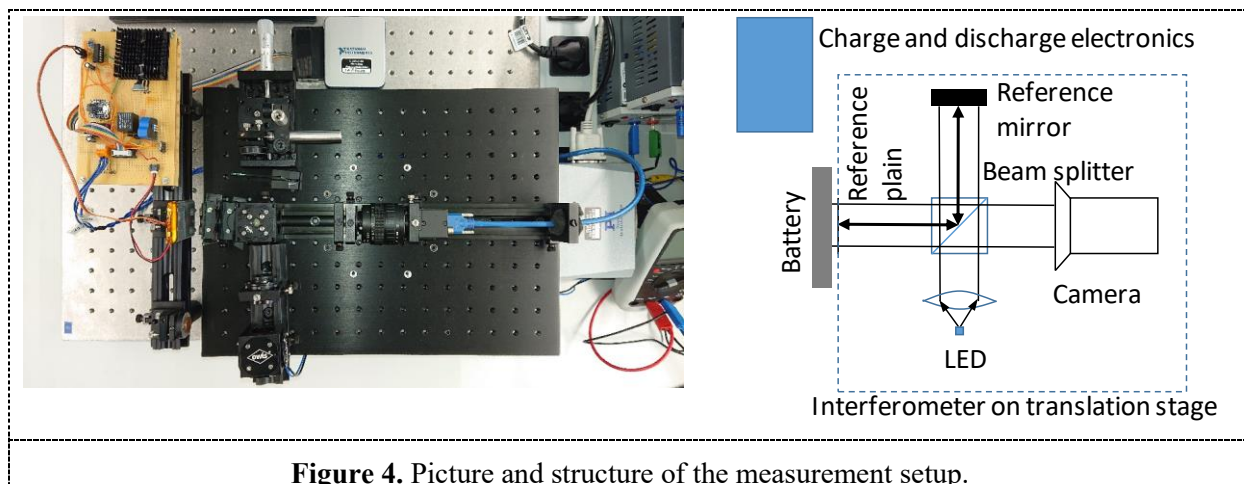 Charge and discharge electronics
Reference
mirror
Reference
plain
Beam splitter
Battery
Camera
LED
Interferometer on translation stage
Figure 4. Picture and structure of the measurement setup.